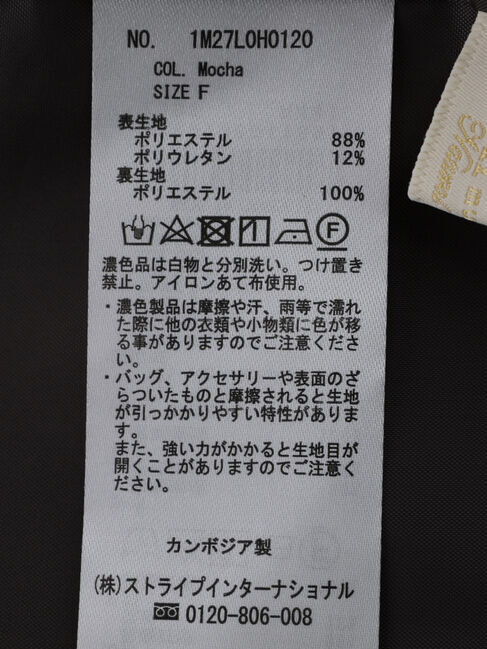 NO. 1M27L0H0120
COL. Mocha
SIZE F
表生地
ポリエステル 88%
ポリウレタン 12%
裏生地
ポリエステル 100%
F
濃色品は白物と分別洗い。つけ置き
禁止。アイロンあて布使用。
・濃色製品は摩擦や汗、雨等で濡れ
た際に他の衣類や小物類に色が移
る事がありますのでご注意くださ
い。
・バッグ、アクセサリーや表面のざ
らついたものと摩擦されると生地
が引っかかりやすい特性がありま
す。
また、強い力がかかると生地目が
開くことがありますのでご注意く
ださい。
カンボジア製
(株)ストライプインターナショナル
0120-806-008